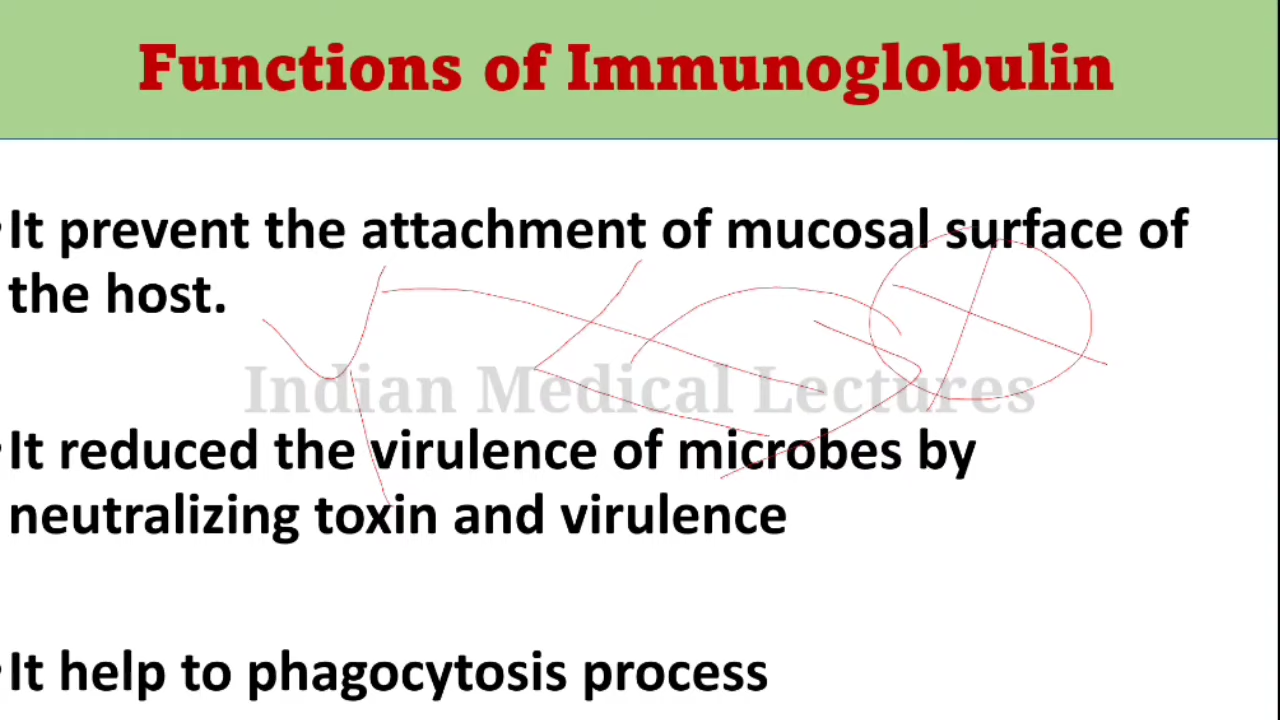 Functions of Immunoglobulin
•It prevent the attachment of mucosal surface of
the host.
Indian Medical Lectures
•It reduced the virulence of microbes by
neutralizing toxin and virulence
•It help to phagocytosis process